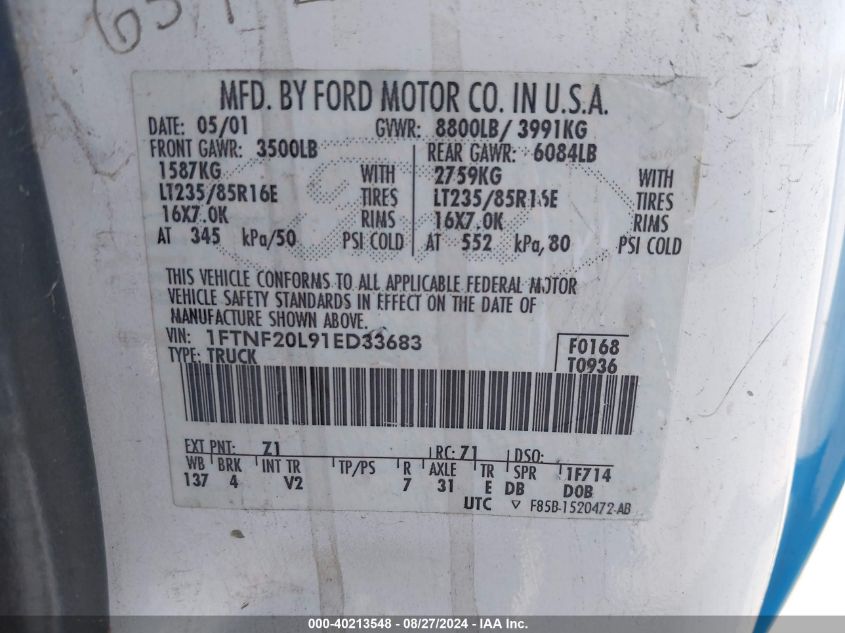 MFD. BY FORD MOTOR CO. IN U.S.A.
DATE: 05/01 GVWR: 8800LB/ 3991KG
FRONT GAWR: 3500LB REAR GAWR: 6084LB
1587KG WITH 2759KG WITH
LT235/85R16E TIRES LT235/85R16E TIRES
16X7.0K RIMS 16X7.0K RIMS
AT 345 kPa/50 PSI COLD AT 552 kPa/80 PSI COLD
THIS VEHICLE CONFORMS TO ALL APPLICABLE FEDERAL MOTOR
VEHICLE SAFETY STANDARDS IN EFFECT ON THE DATE OF
MANUFACTURE SHOWN ABOVE.
VIN: 1FTNF20L91ED33683 F0168
TYPE: TRUCK T0936
EXT PNT: Z1 RC: 71 DSO:
WB BRK INT TR TP/PS R AXLE TR SPR 1F714
137 4 V2 7 31 E DB D0B
UTC ▽ F85B-1520472-AB
000-40213548 - 08/27/2024 - IAAI Inc.